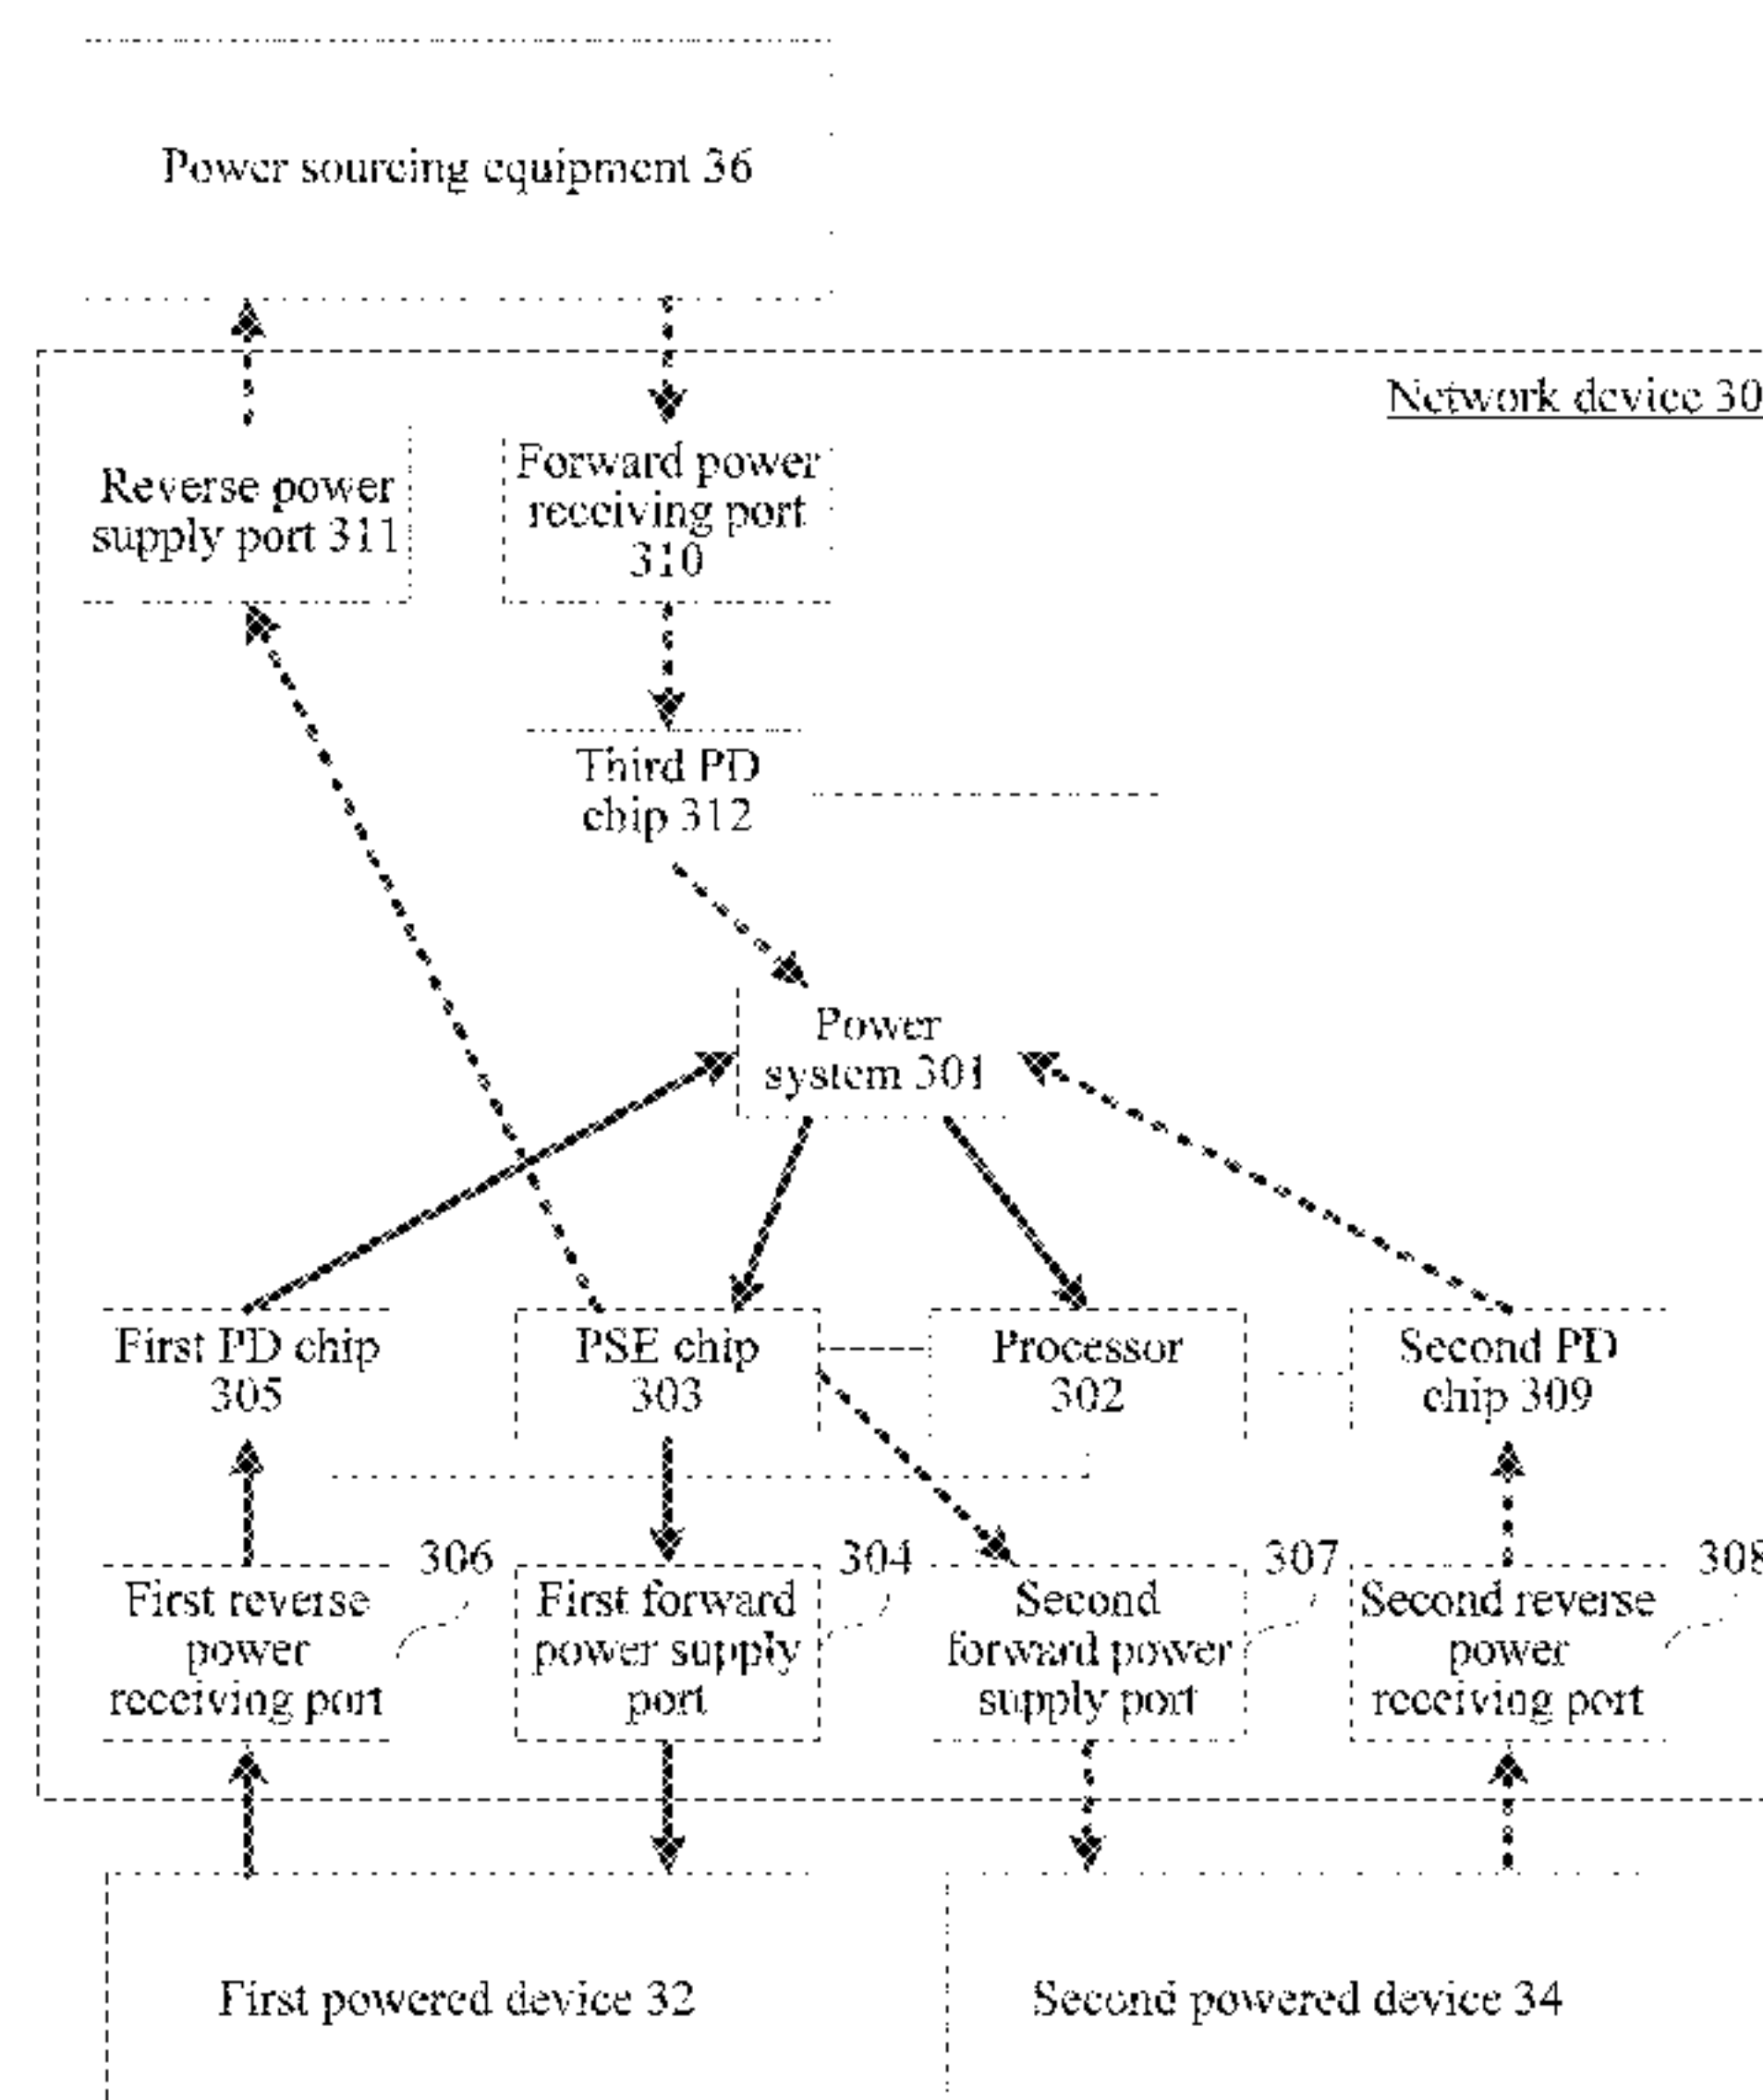 Power sourcing equipment 36
Network device 30
Reverse power
supply port 311
Forward power
receiving port
310
Third PD
chip 312
Power
system 301
First PD chip
305
PSE chip
303
Processor
302
Second PD
chip 309
306
304
307
308
First reverse
power
receiving port
First forward
power supply
port
Second
forward power
supply port
Second reverse
power
receiving port
First powered device 32
Second powered device 34